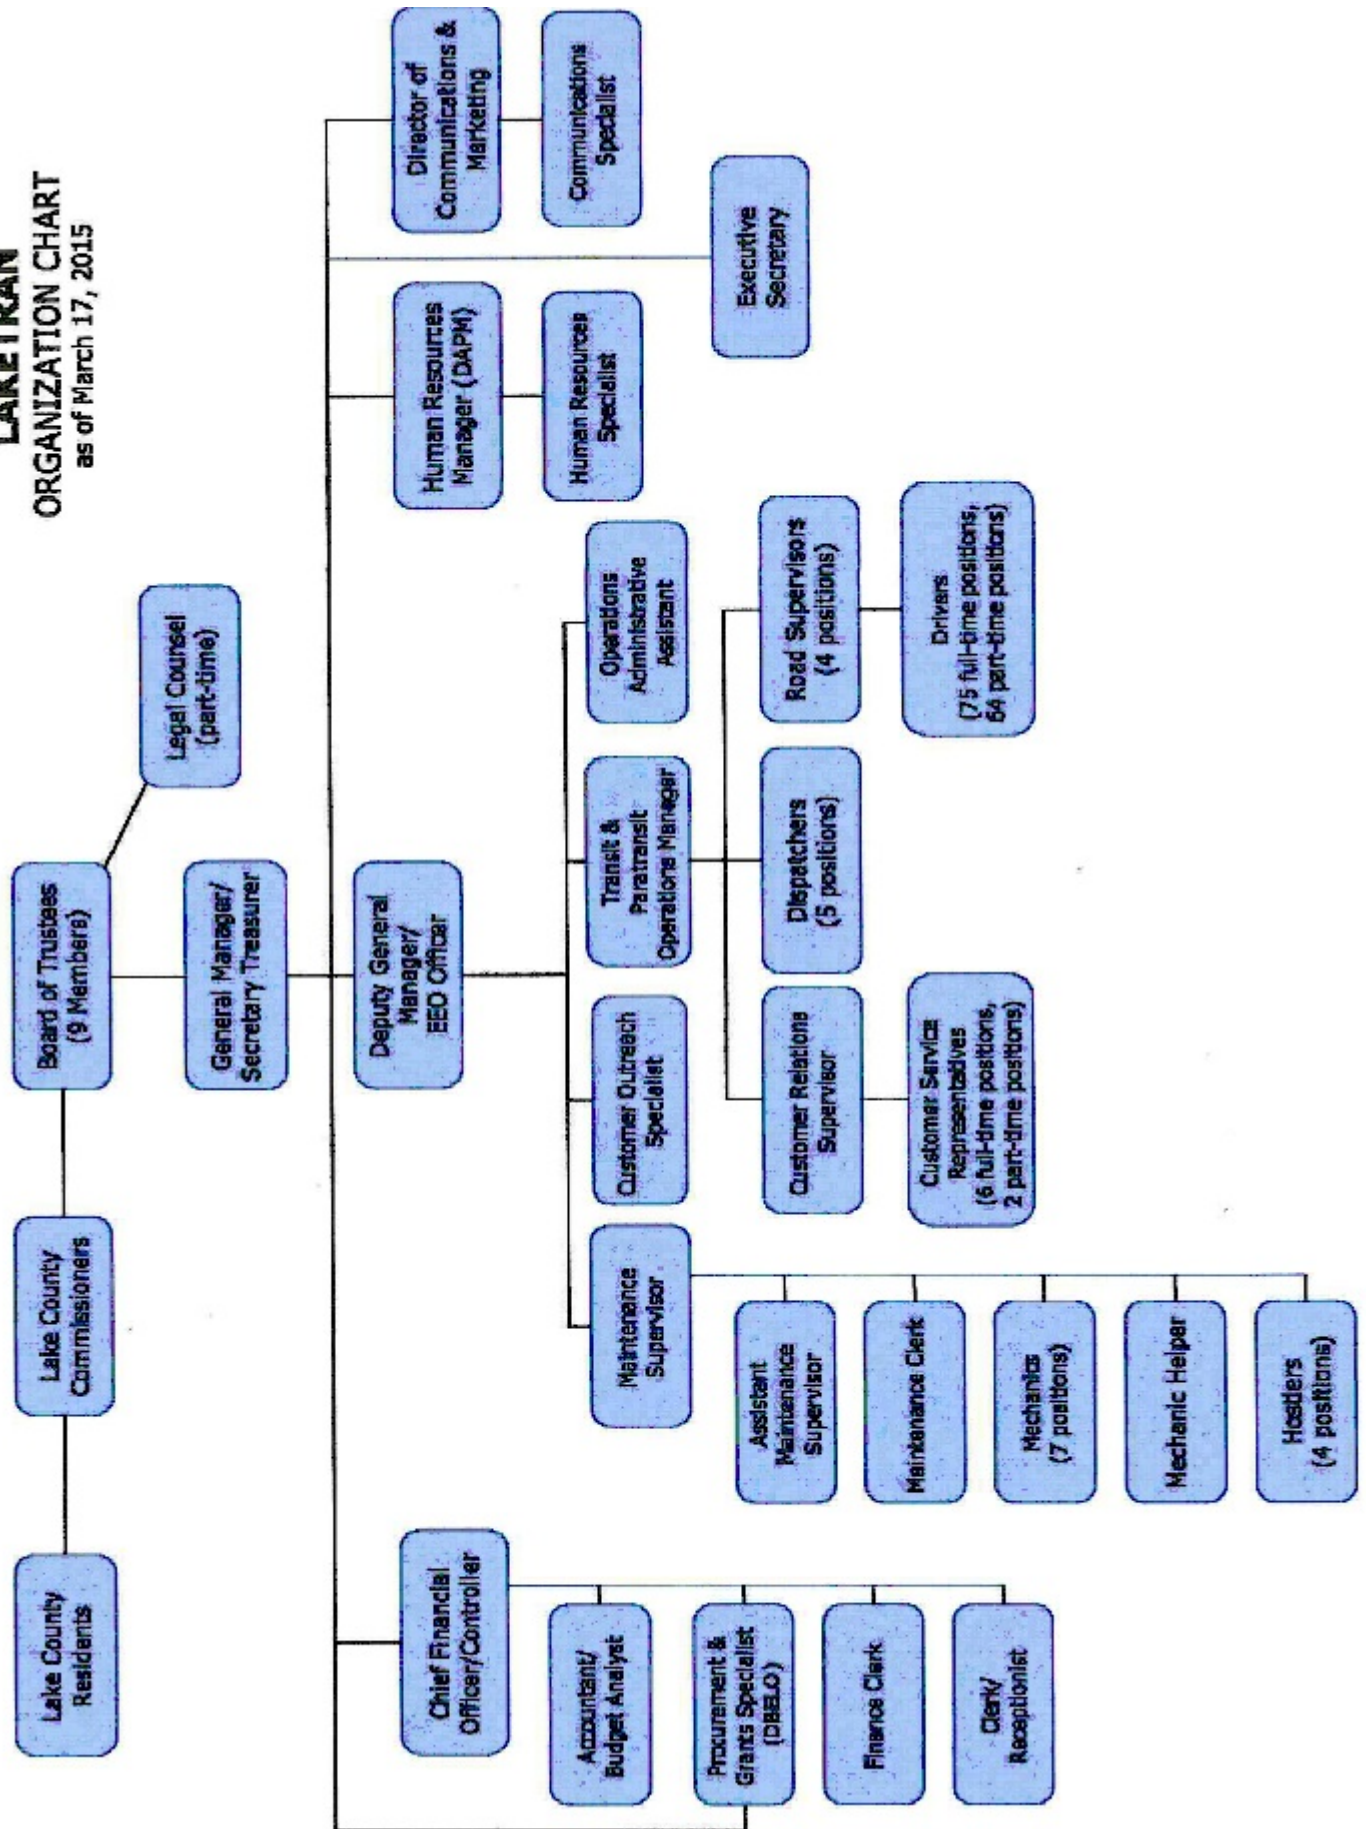 LAKETRAN
ORGANIZATION CHART
as of March 17, 2015
Lake County
Residents
Lake County
Commissioners
Board of Trustees
(9 Members)
Legal Counsel
(part-time)
General Manager/
Secretary Treasurer
Chief Financial
Officer/Controller
Deputy General
Manager/
EEO Officer
Human Resources
Manager (DAPM)
Director of
Communications &
Marketing
Accountant/
Budget Analyst
Procurement &
Grants Specialist
(DBELO)
Finance Clerk
Clerk/
Receptionist
Maintenance
Supervisor
Customer Outreach
Specialist
Transit &
Paratransit
Operations Manager
Operations
Administrative
Assistant
Human Resources
Specialist
Communications
Specialist
Executive
Secretary
Assistant
Maintenance
Supervisor
Maintenance Clerk
Mechanics
(7 positions)
Mechanic Helper
Hostlers
(4 positions)
Customer Relations
Supervisor
Dispatchers
(5 positions)
Road Supervisors
(4 positions)
Customer Service
Representatives
(6 full-time positions,
2 part-time positions)
Drivers
(75 full-time positions,
64 part-time positions)